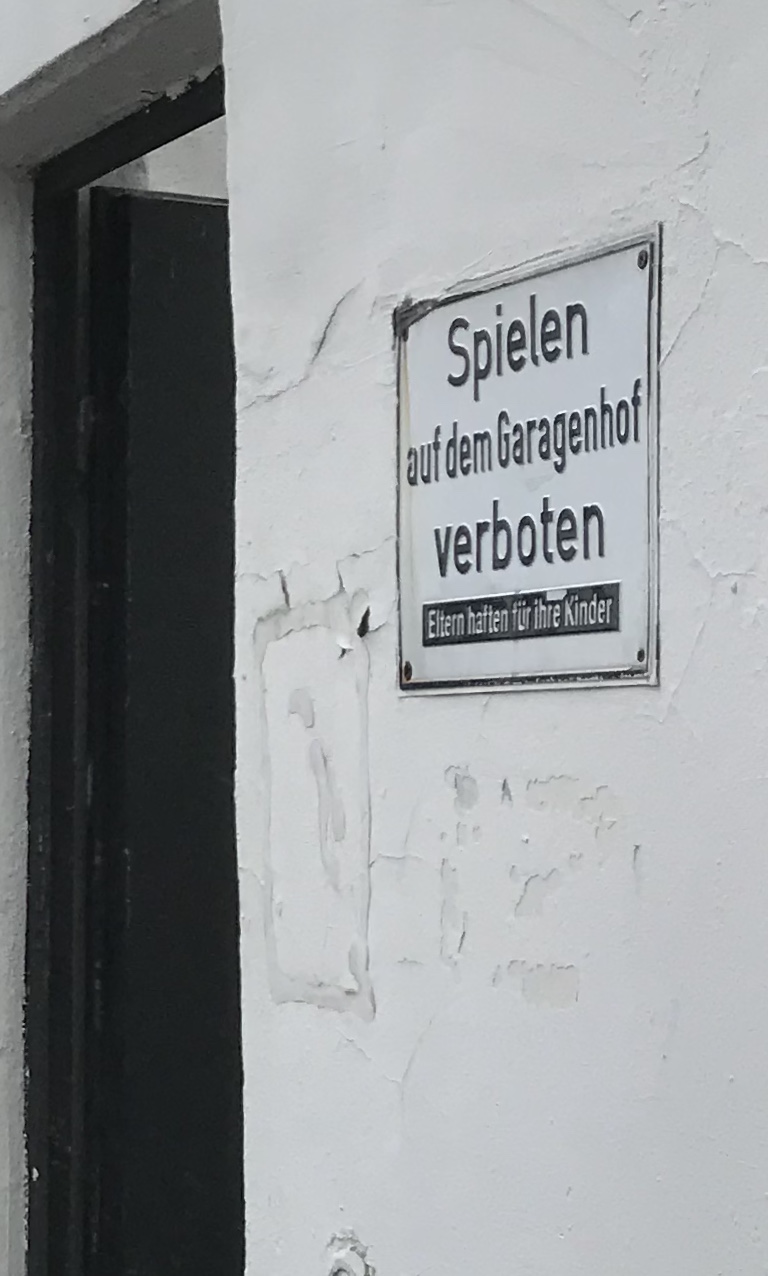 Spielen
auf dem Garagenhof
verboten
Eltern haften für ihre Kinder